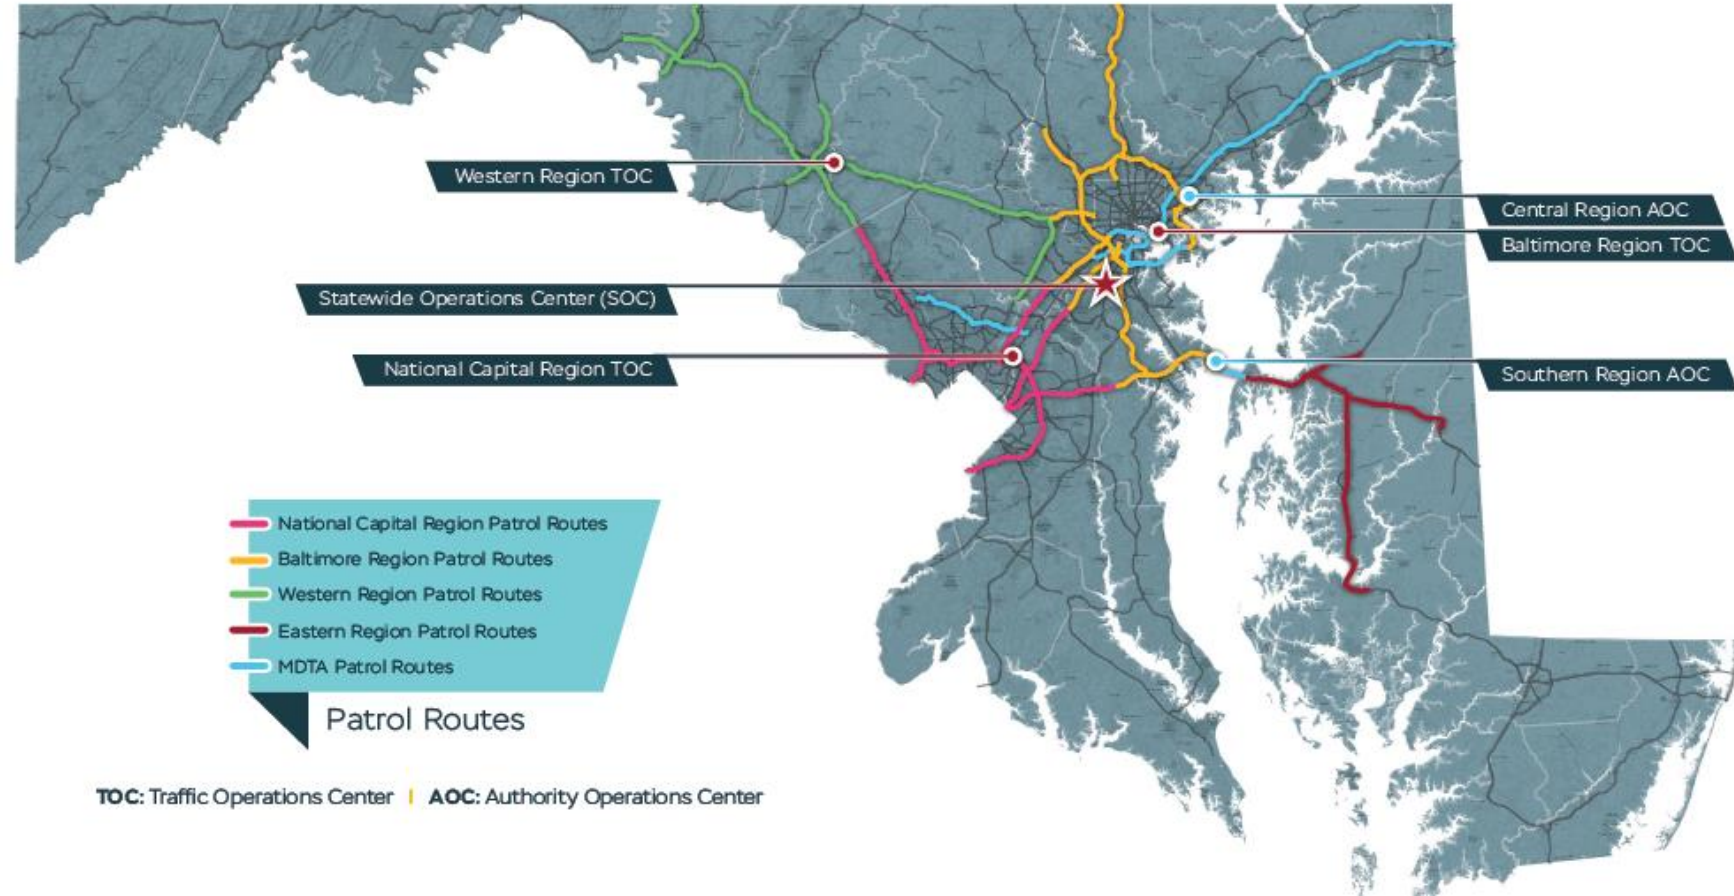 Western Region TOC
Central Region AOC
Baltimore Region TOC
Statewide Operations Center (SOC)
National Capital Region TOC
Southern Region AOC
National Capital Region Patrol Routes
Baltimore Region Patrol Routes
Western Region Patrol Routes
Eastern Region Patrol Routes
MDTA Patrol Routes
Patrol Routes
TOC: Traffic Operations Center | AOC: Authority Operations Center